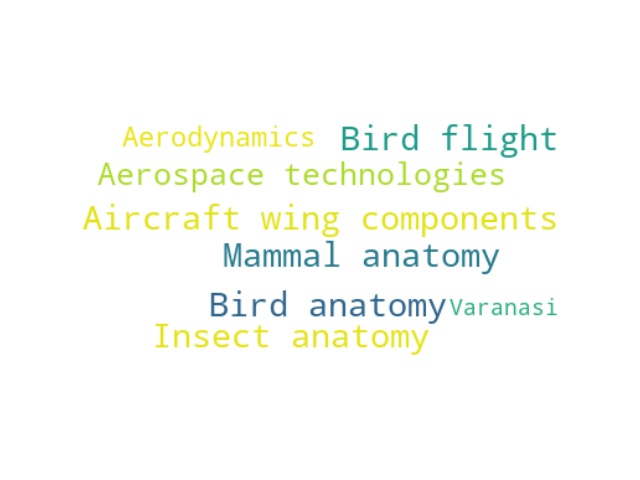 Aerodynamics Bird flight
Aerospace technologies
Aircraft wing components
Mammal anatomy
Bird anatomy Varanasi
Insect anatomy